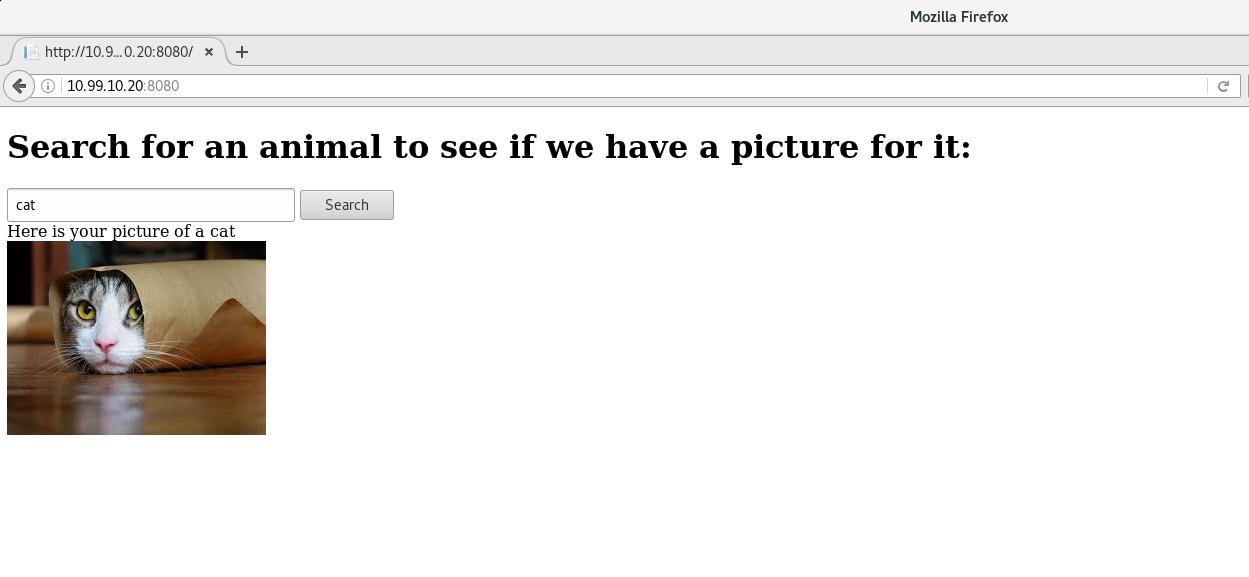 Mozilla Firefox
http://10.9...0.20:8080/
10.99.10.20:8080
Search for an animal to see if we have a picture for it:
cat Search
Here is your picture of a cat